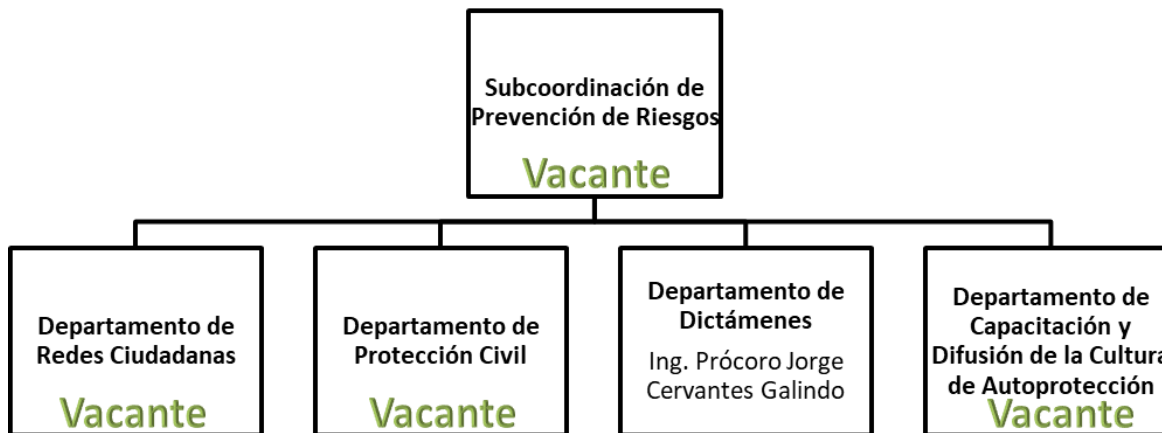 Subcoordinación de
Prevención de Riesgos
Vacante
Departamento de
Redes Ciudadanas
Vacante
Departamento de
Protección Civil
Vacante
Departamento de
Dictámenes
Ing. Prócoro Jorge
Cervantes Galindo
Departamento de
Capacitación y
Difusión de la Cultura
de Autoprotección
Vacante